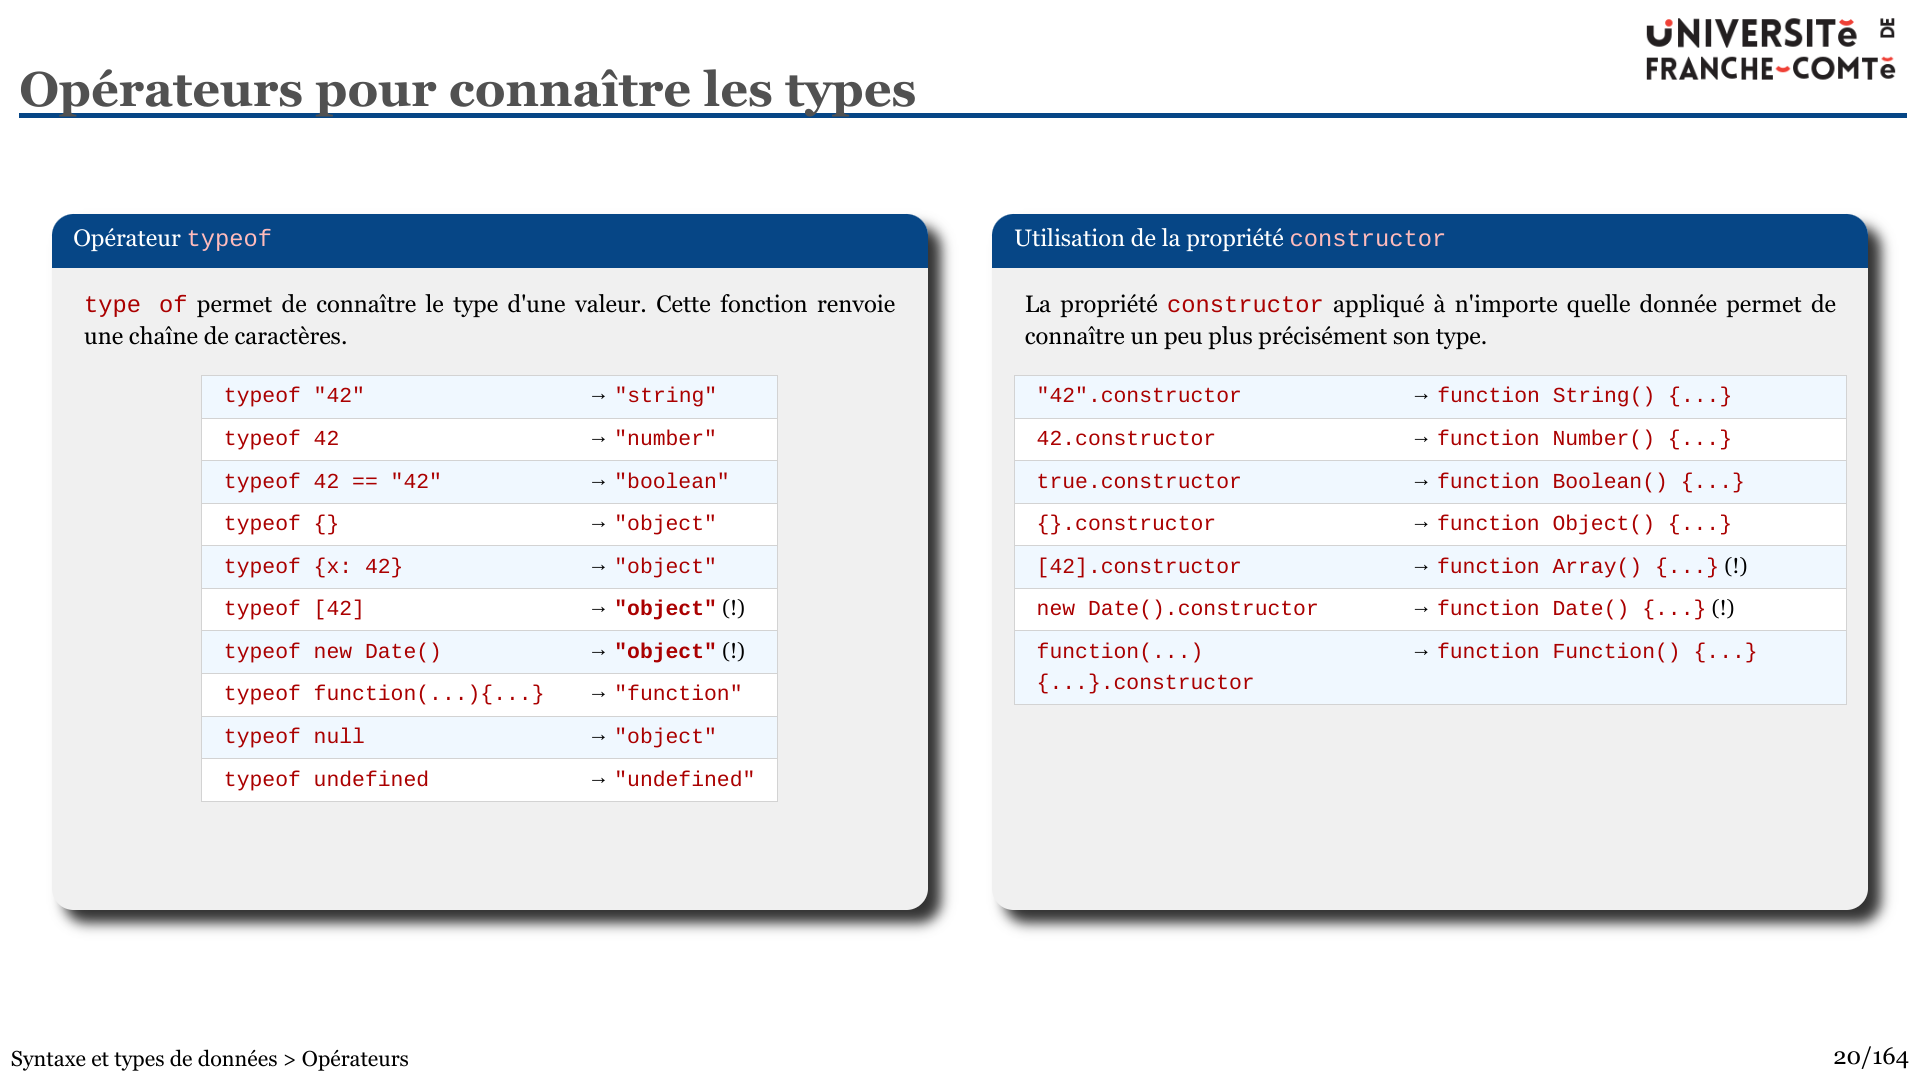 UNIVERSITĕ DE
FRANCHE-COMTĕ
Opérateurs pour connaître les types
Opérateur typeof
type of permet de connaître le type d'une valeur. Cette fonction renvoie
une chaîne de caractères.
typeof "42" → "string"
typeof 42 → "number"
typeof 42 == "42" → "boolean"
typeof {} → "object"
typeof {x: 42} → "object"
typeof [42] → "object" (!)
typeof new Date() → "object" (!)
typeof function(...){...} → "function"
typeof null → "object"
typeof undefined → "undefined"
Utilisation de la propriété constructor
La propriété constructor appliqué à n'importe quelle donnée permet de
connaître un peu plus précisément son type.
"42".constructor → function String() {...}
42.constructor → function Number() {...}
true.constructor → function Boolean() {...}
{}.constructor → function Object() {...}
[42].constructor → function Array() {...} (!)
new Date().constructor → function Date() {...} (!)
function(...) → function Function() {...}
{...}.constructor
Syntaxe et types de données > Opérateurs
20/164